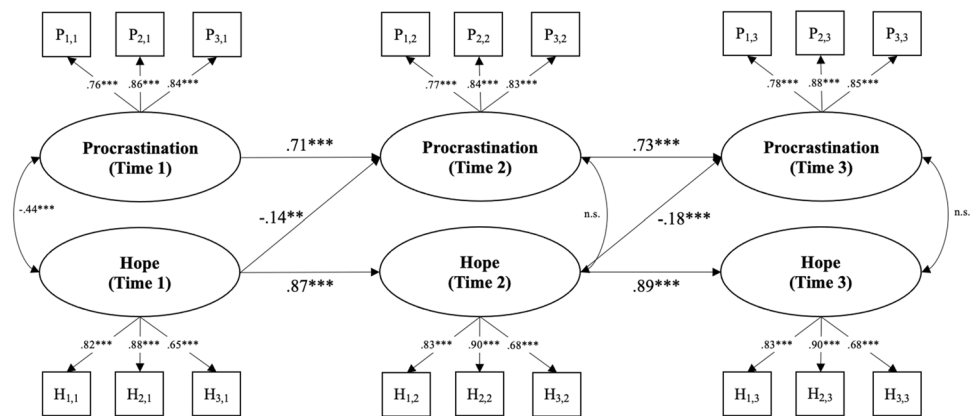 P1,1 P2,1 P3,1 P1,2 P2,2 P3,2 P1,3 P2,3 P3,3
.76*** .86*** .84*** .77*** .84*** .83*** .78*** .88*** .85***
Procrastination
(Time 1)
.71***
Procrastination
(Time 2)
.73***
Procrastination
(Time 3)
-.44***
-.14**
n.s.
-.18***
n.s.
Hope
(Time 1)
.87***
Hope
(Time 2)
.89***
Hope
(Time 3)
.82*** .88*** .65*** .83*** .90*** .68*** .83*** .90*** .68***
H1,1 H2,1 H3,1 H1,2 H2,2 H3,2 H1,3 H2,3 H3,3